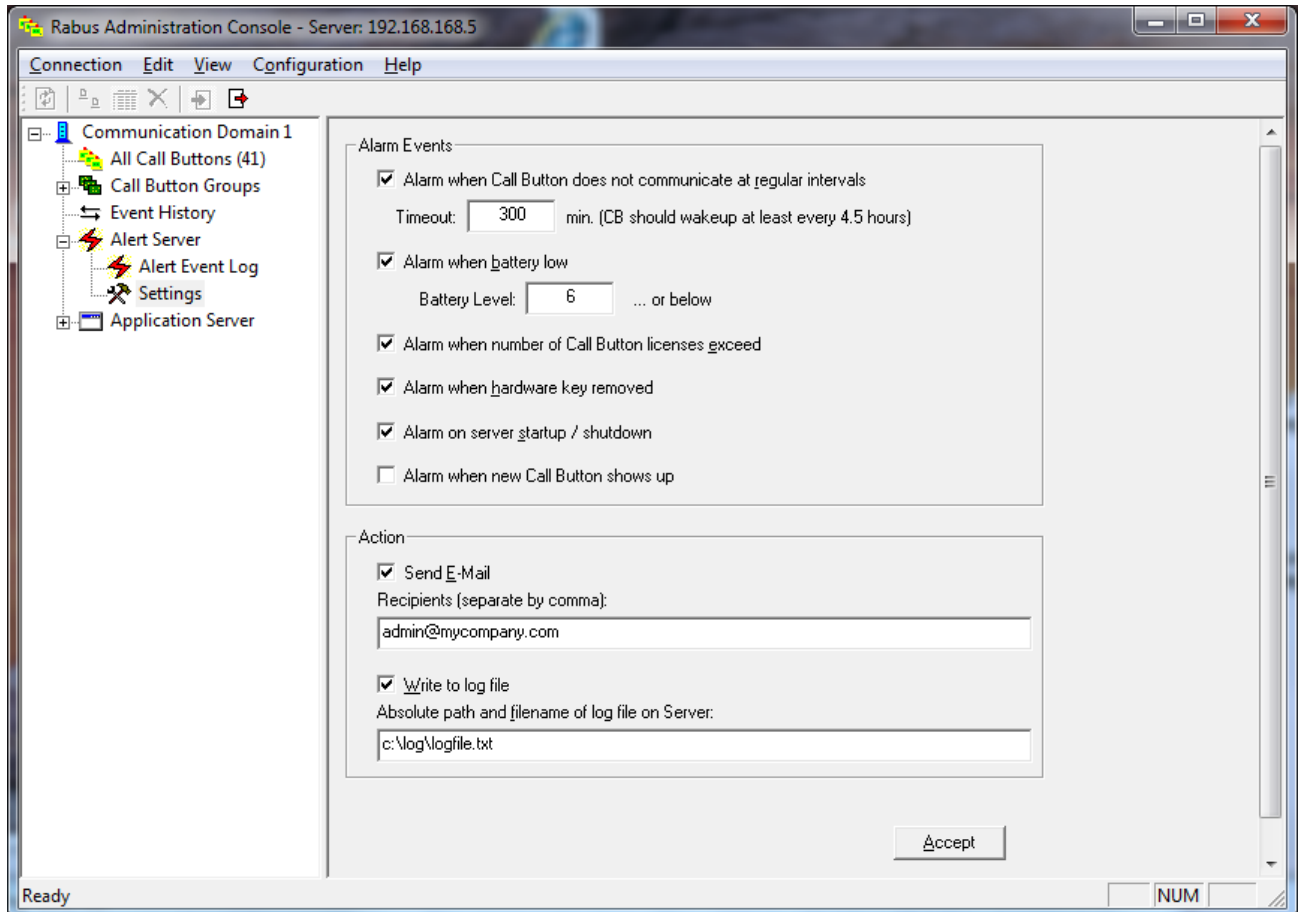 Rabus Administration Console - Server: 192.168.168.5
Connection Edit View Configuration Help
Communication Domain 1
All Call Buttons (41)
Call Button Groups
Event History
Alert Server
Alert Event Log
Settings
Application Server
Alarm Events
Alarm when Call Button does not communicate at regular intervals
Timeout: 300 min. (CB should wakeup at least every 4.5 hours)
Alarm when battery low
Battery Level: 6 ... or below
Alarm when number of Call Button licenses exceed
Alarm when hardware key removed
Alarm on server startup / shutdown
Alarm when new Call Button shows up
Action
Send E-Mail
Recipients (separate by comma):
admin@mycompany.com
Write to log file
Absolute path and filename of log file on Server:
c:\log\logfile.txt
Accept
Ready NUM